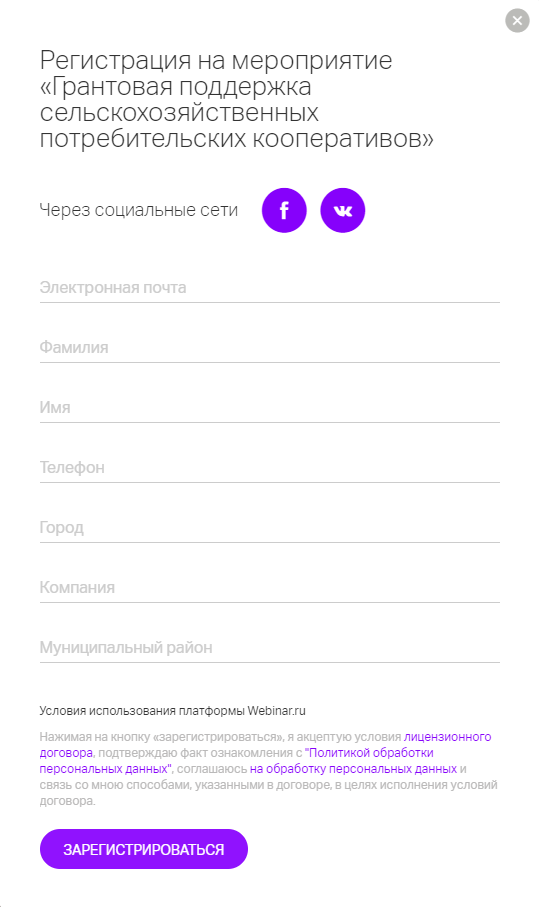 Регистрация на мероприятие
«Грантовая поддержка
сельскохозяйственных
потребительских кооперативов»
Через социальные сети
Электронная почта
Фамилия
Имя
Телефон
Город
Компания
Муниципальный район
Условия использования платформы Webinar.ru
Нажимая на кнопку «зарегистрироваться», я акцептую условия лицензионного
договора, подтверждаю факт ознакомления с "Политикой обработки
персональных данных", соглашаюсь на обработку персональных данных и
связь со мною способами, указанными в договоре, в целях исполнения условий
договора.
ЗАРЕГИСТРИРОВАТЬСЯ